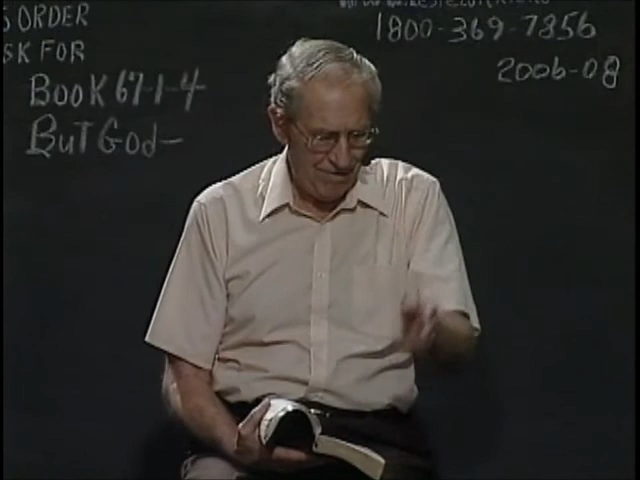 ORDER
SK FOR
BOOK 67-1-4
BUT GOD—
1800-369-7856
2006-08